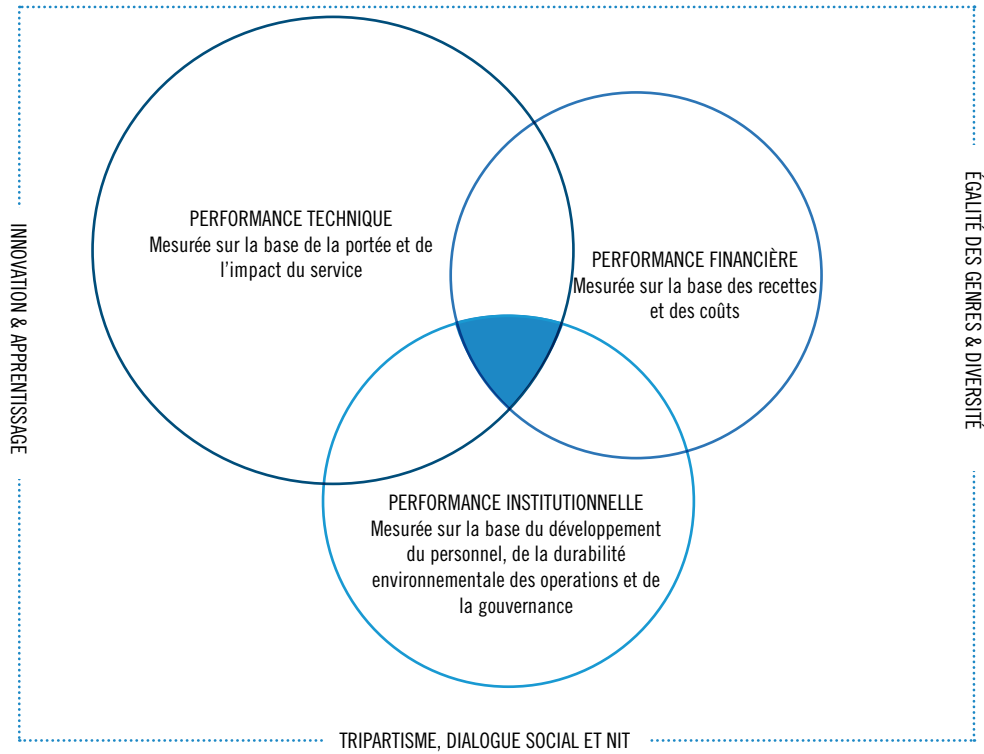 PERFORMANCE TECHNIQUE
Mesurée sur la base de la portée et de
l'impact du service
PERFORMANCE FINANCIÈRE
Mesurée sur la base des recettes
et des coûts
PERFORMANCE INSTITUTIONNELLE
Mesurée sur la base du développement
du personnel, de la durabilité
environnementale des operations et de
la gouvernance
INNOVATION & APPRENTISSAGE
ÉGALITÉ DES GENRES & DIVERSITÉ
TRIPARTISME, DIALOGUE SOCIAL ET NIT